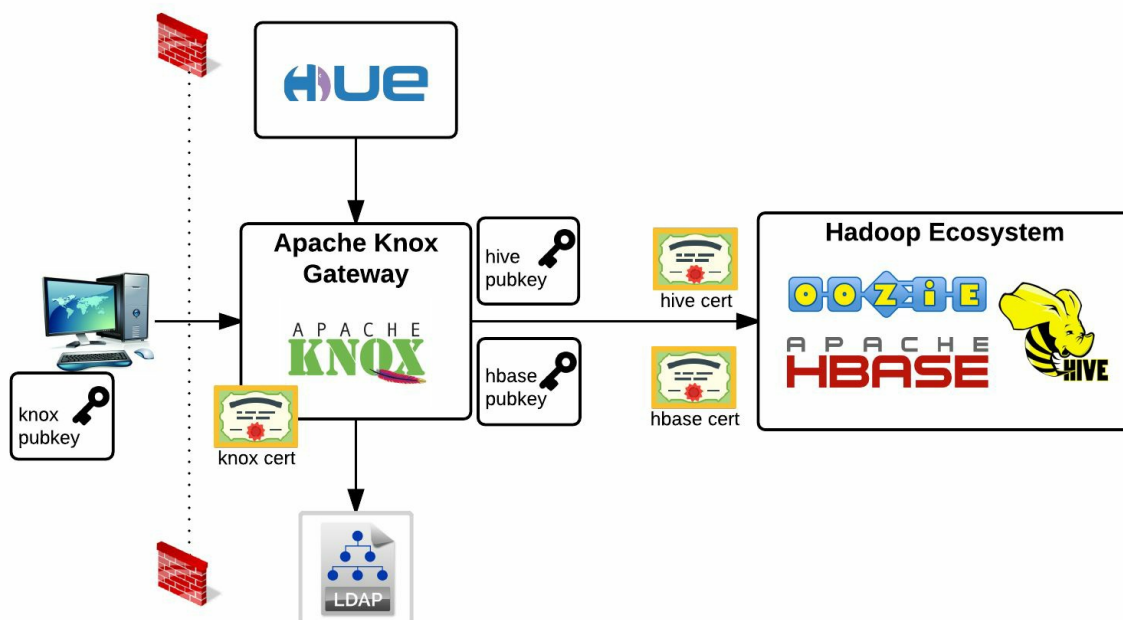 HUE
Apache Knox
Gateway
APACHE
KNOX
hive
pubkey
hbase
pubkey
knox
pubkey
knox cert
hive cert
hbase cert
Hadoop Ecosystem
OOZiE
APACHE
HBASE
HIVE
LDAP